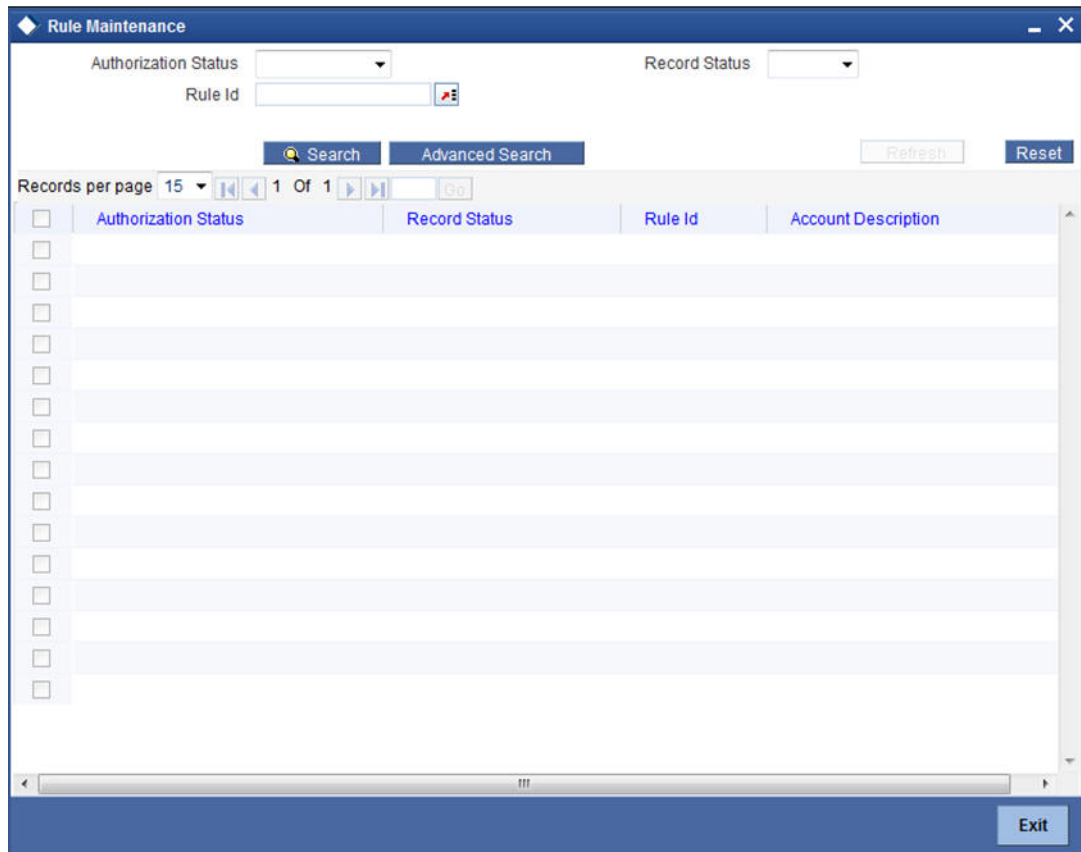 Rule Maintenance
Authorization Status Record Status
Rule Id
Search Advanced Search Refresh Reset
Records per page 15 1 Of 1 Go
Authorization Status Record Status Rule Id Account Description
Exit